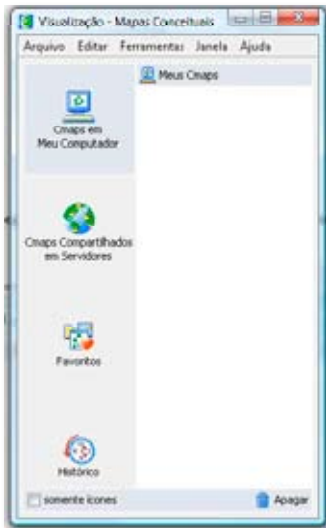 Visualização - Mapas Conceituais
Arquivo Editar Ferramentas Janela Ajuda
Meus Cmaps
Cmaps em
Meu Computador
Cmaps Compartilhados
em Servidores
Favoritos
Histórico
somente ícones
Apagar